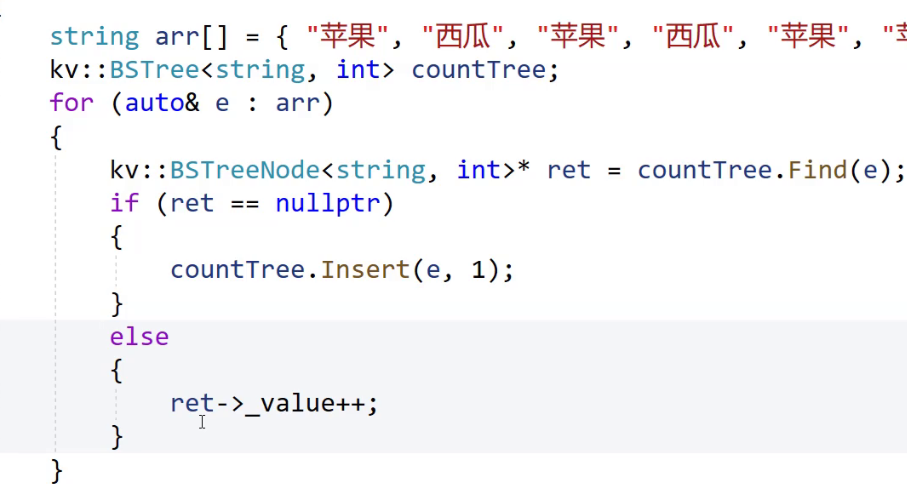 string arr[] = { "苹果", "西瓜", "苹果", "西瓜", "苹果", "
kv::BSTree<string, int> countTree;
for (auto& e : arr)
{
kv::BSTreeNode<string, int>* ret = countTree.Find(e);
if (ret == nullptr)
{
countTree.Insert(e, 1);
}
else
{
ret->_value++;
}
}